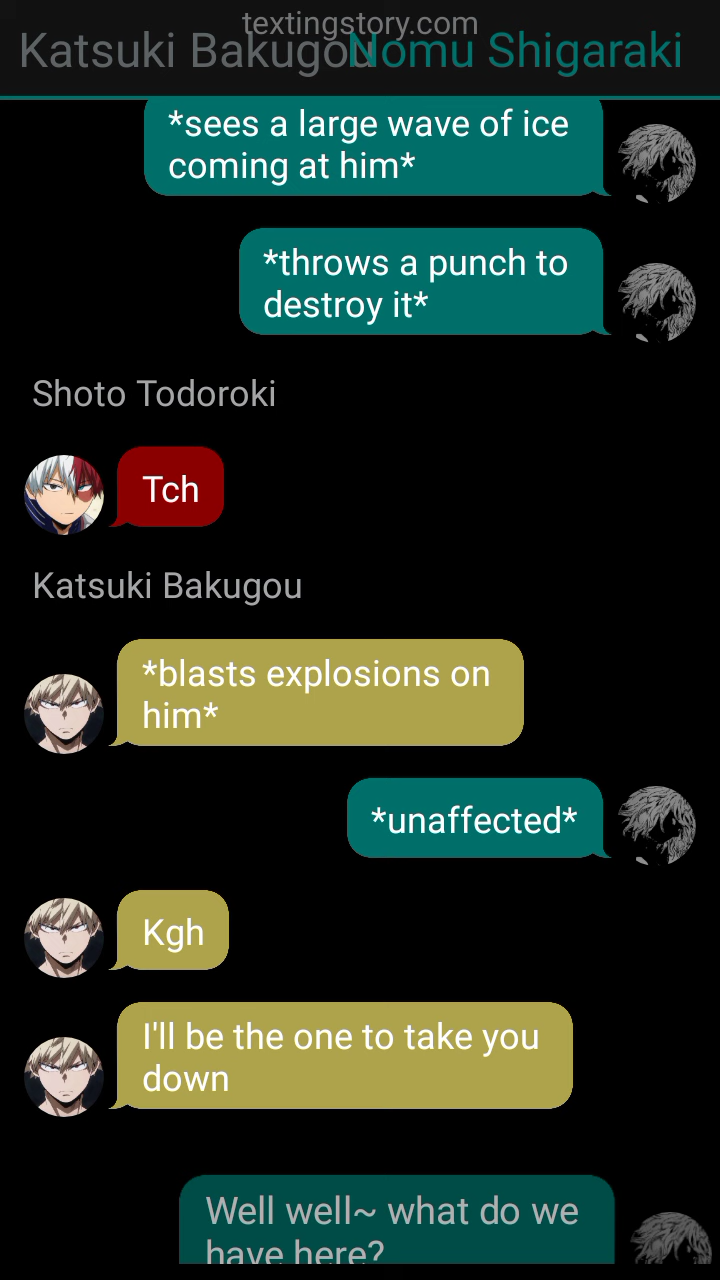 textingstory.com
Katsuki Bakugou
Nomu Shigaraki
*sees a large wave of ice
coming at him*
*throws a punch to
destroy it*
Shoto Todoroki
Tch
Katsuki Bakugou
*blasts explosions on
him*
*unaffected*
Kgh
I'll be the one to take you
down
Well well~ what do we
have here?